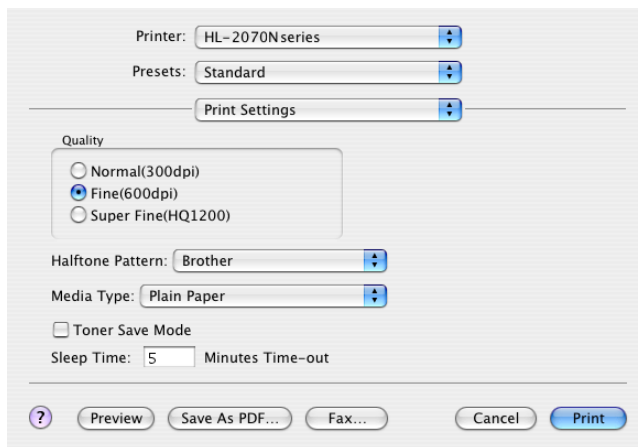 Printer: HL-2070N series
Presets: Standard
Print Settings
Quality
Normal(300dpi)
Fine(600dpi)
Super Fine(HQ1200)
Halftone Pattern: Brother
Media Type: Plain Paper
Toner Save Mode
Sleep Time: 5 Minutes Time-out
? Preview Save As PDF... Fax... Cancel Print